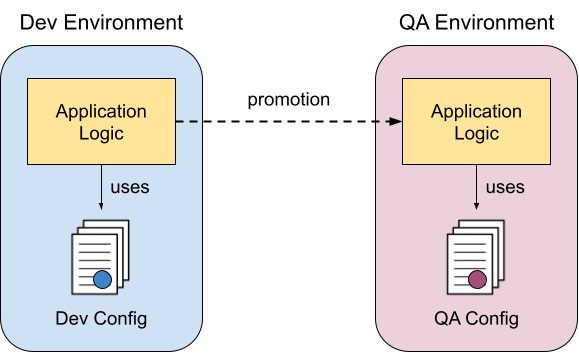 Dev Environment
QA Environment
Application
Logic
promotion
Application
Logic
uses
uses
Dev Config
QA Config